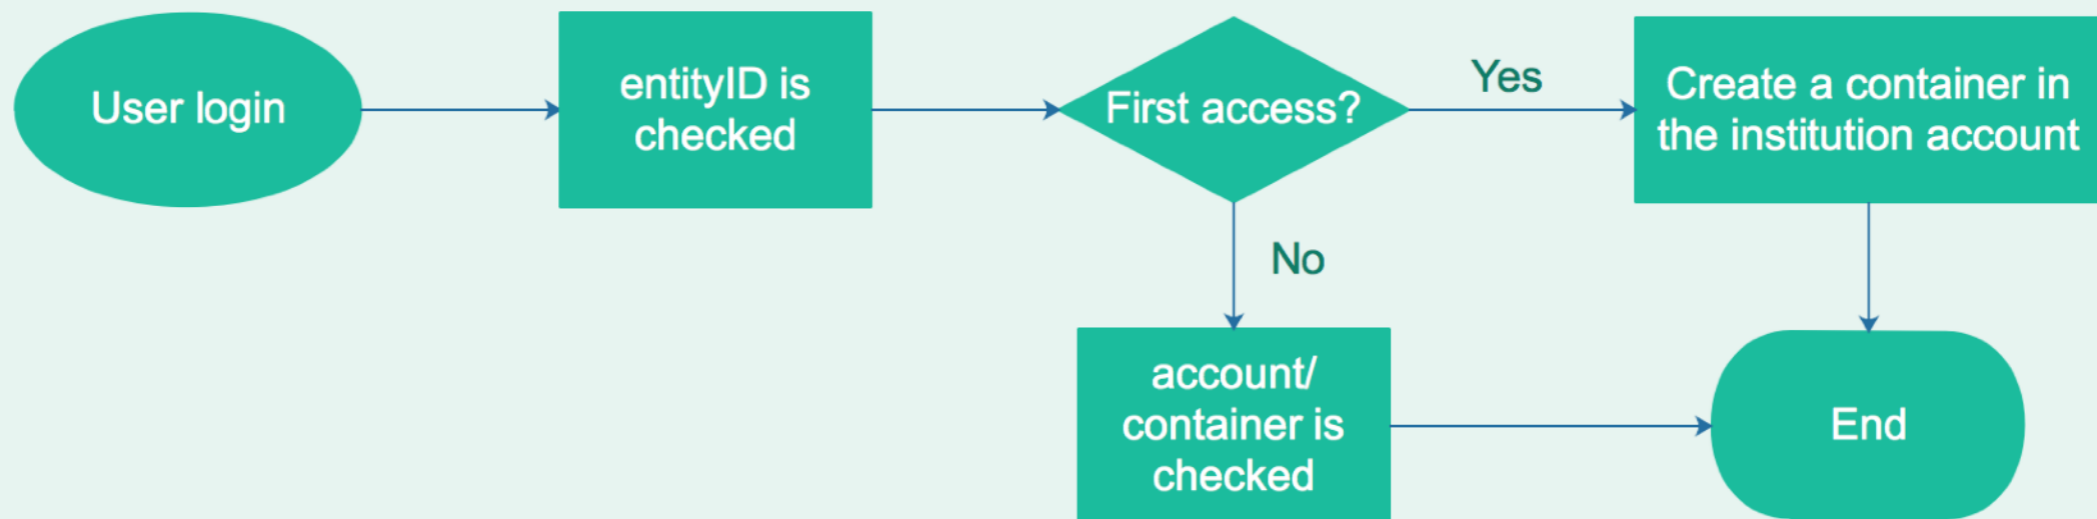 User login
entityID is
checked
First access?
Yes
Create a container in
the institution account
No
account/
container is
checked
End